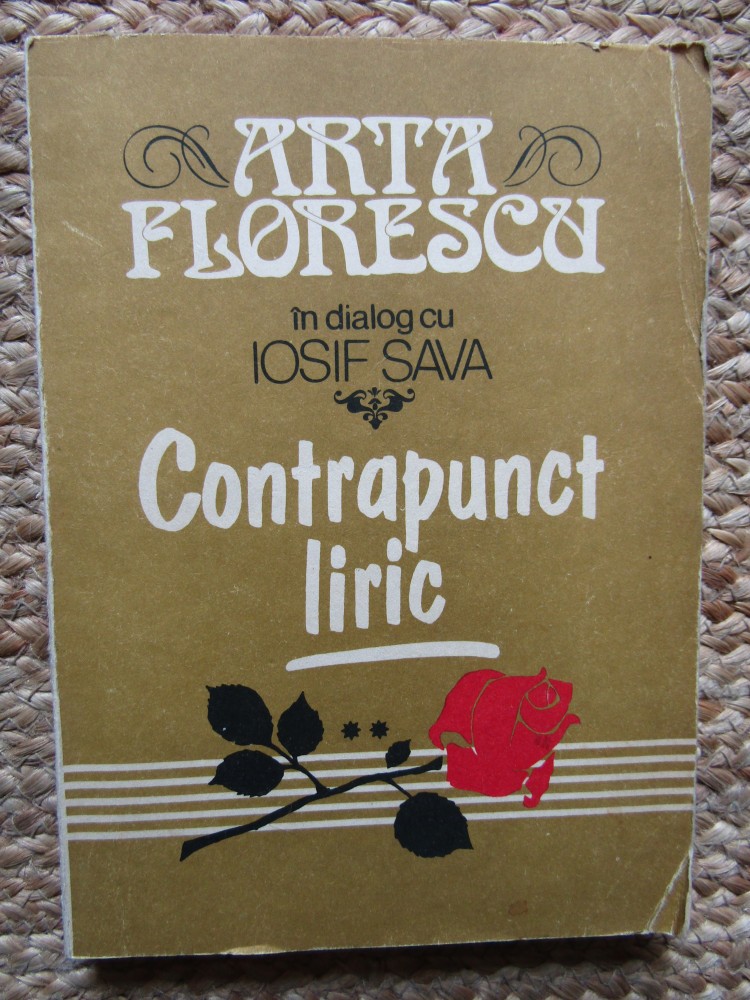 ARTA
FLORESCU
în dialog cu
IOSIF SAVA
Contrapunct
liric
**